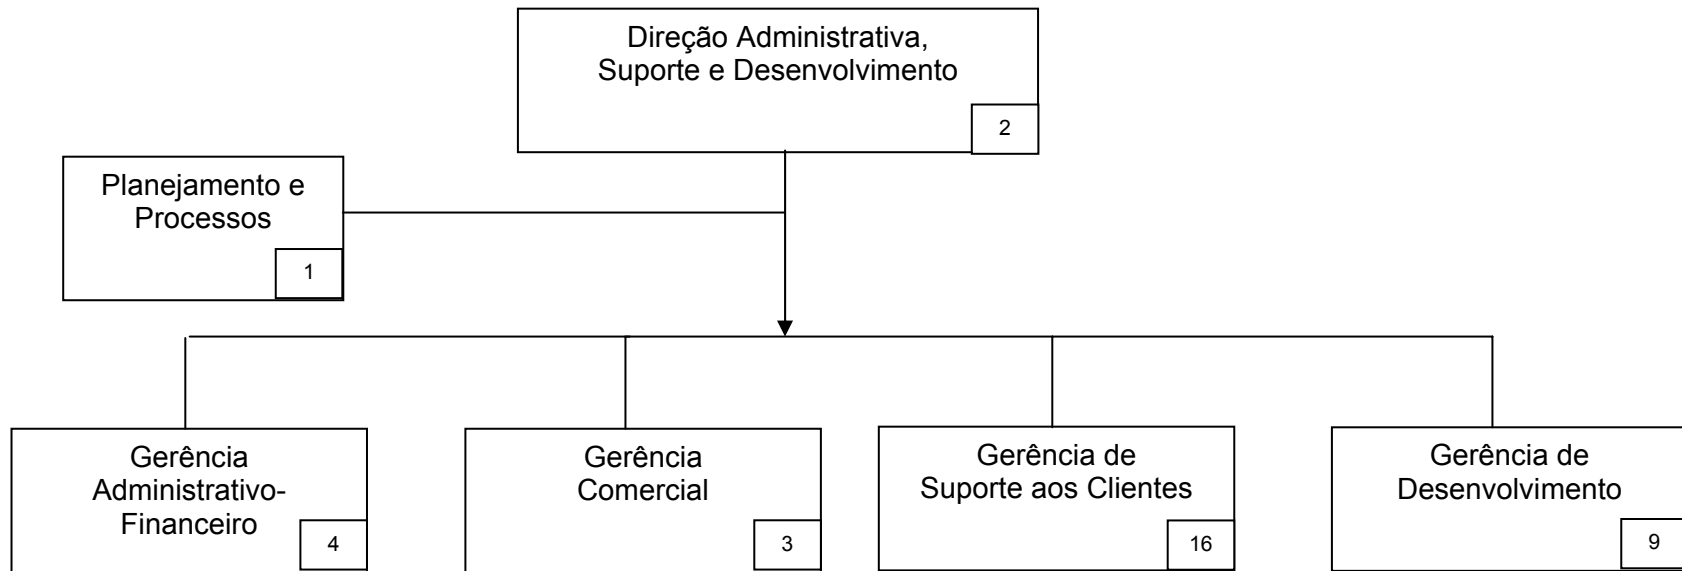 Direção Administrativa,
Suporte e Desenvolvimento
2
Planejamento e
Processos
1
Gerência
Administrativo-
Financeiro
4
Gerência
Comercial
3
Gerência de
Suporte aos Clientes
16
Gerência de
Desenvolvimento
9